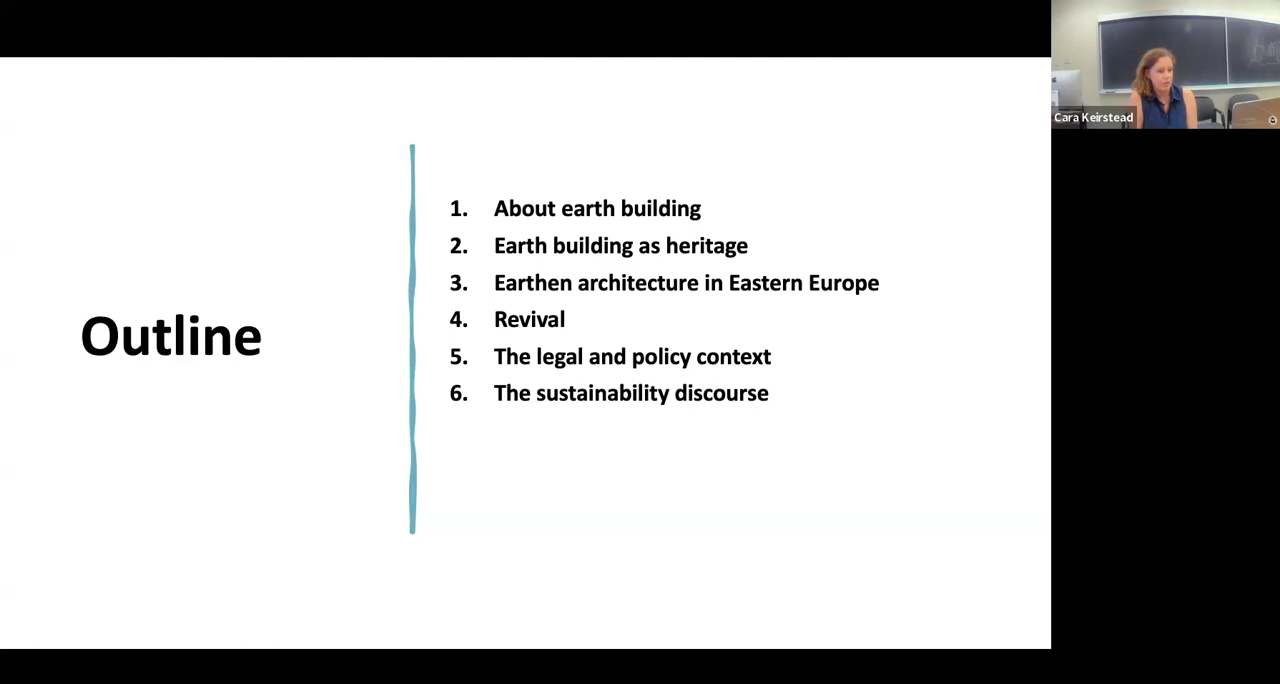 Outline
1. About earth building
2. Earth building as heritage
3. Earthen architecture in Eastern Europe
4. Revival
5. The legal and policy context
6. The sustainability discourse
Cara Keirstead